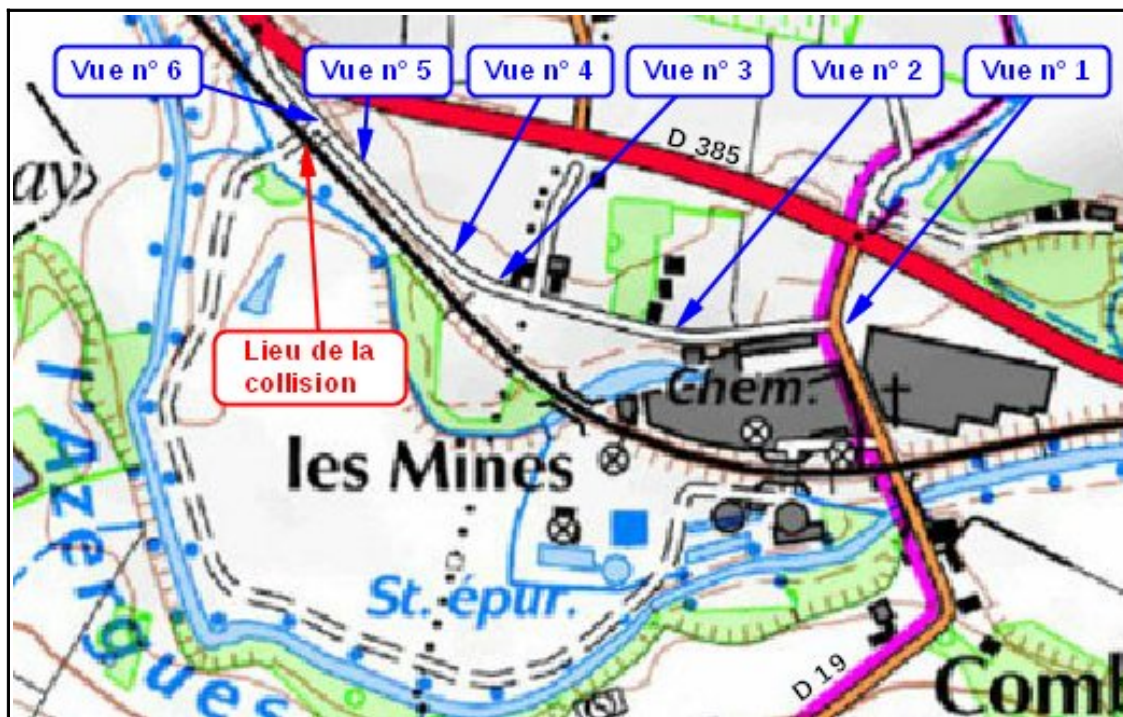 Vue n° 6
Vue n° 5
Vue n° 4
Vue n° 3
Vue n° 2
Vue n° 1
D 385
ay
Lieu de la
collision
Chem.
les Mines
St. épur.
l'Azergues
D 19
Comb